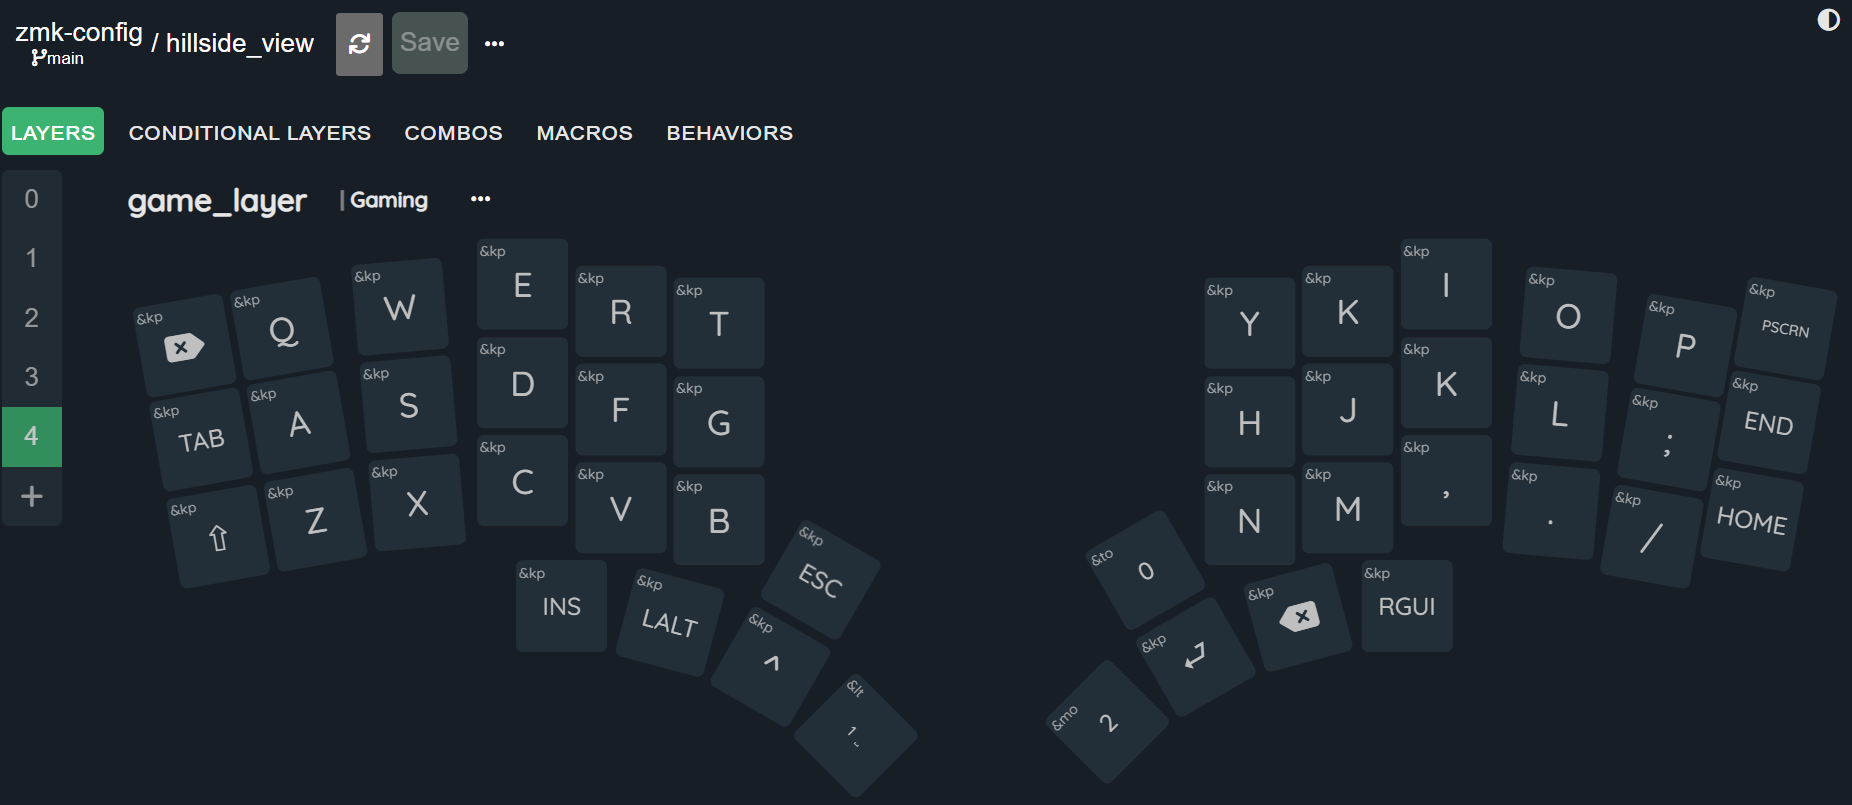 zmk-config / hillside_view Save ...
main
LAYERS CONDITIONAL LAYERS COMBOS MACROS BEHAVIORS
0
1
2
3
4
+
game_layer | Gaming ...
&kp &kp Q &kp W &kp E &kp R &kp T
&kp Y &kp K &kp I &kp O &kp P &kp PSCRN
&kp TAB &kp A &kp S &kp D &kp F &kp G
&kp H &kp J &kp K &kp L &kp ; &kp END
&kp ⇧ &kp Z &kp X &kp C &kp V &kp B
&kp N &kp M &kp , &kp . &kp / &kp HOME
&kp INS &kp LALT &kp ^ &kp ESC &lt 1 ˽
&mo 2 &kp &to 0 &kp &kp RGUI